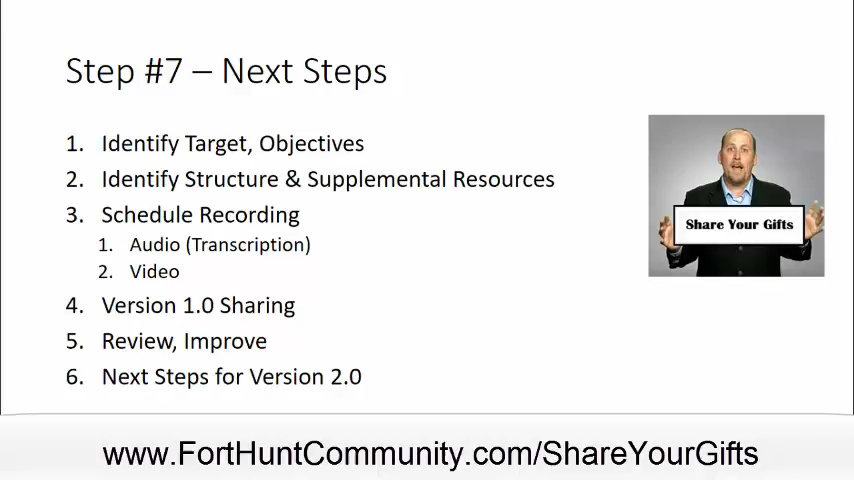 Step #7 – Next Steps
1. Identify Target, Objectives
2. Identify Structure & Supplemental Resources
3. Schedule Recording
1. Audio (Transcription)
2. Video
4. Version 1.0 Sharing
5. Review, Improve
6. Next Steps for Version 2.0
Share Your Gifts
www.FortHuntCommunity.com/ShareYourGifts